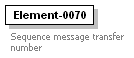 Element-0070
Sequence message transfer
number